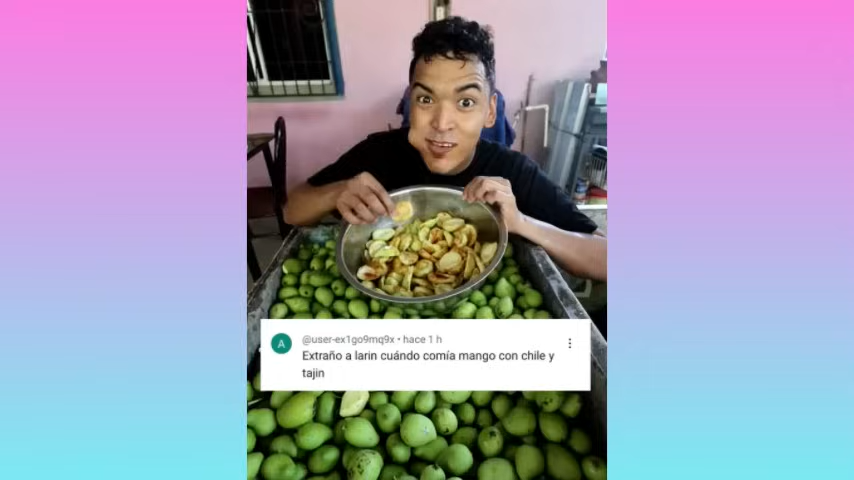 A
@user-ex1go9mq9x • hace 1 h
Extraño a larin cuándo comía mango con chile y
tajin